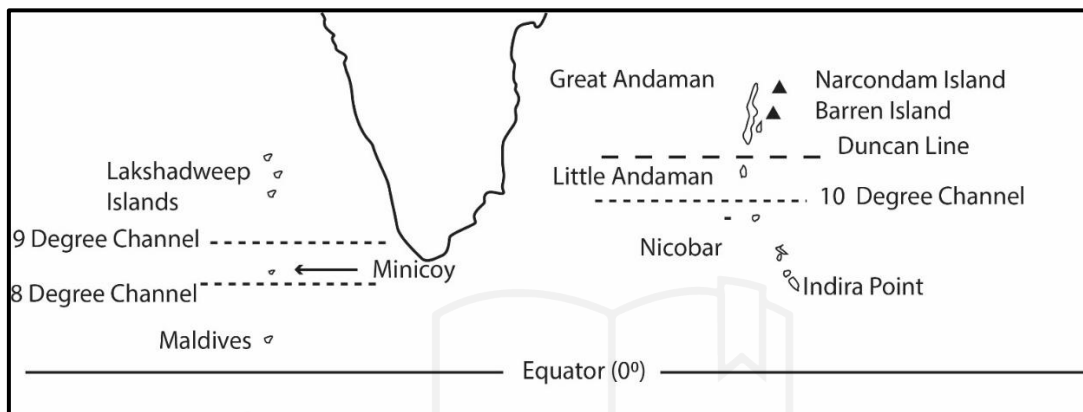 Great Andaman
Narcondam Island
Barren Island
Duncan Line
Lakshadweep
Islands
Little Andaman
10 Degree Channel
9 Degree Channel
Nicobar
Minicoy
8 Degree Channel
Indira Point
Maldives
Equator (0⁰)